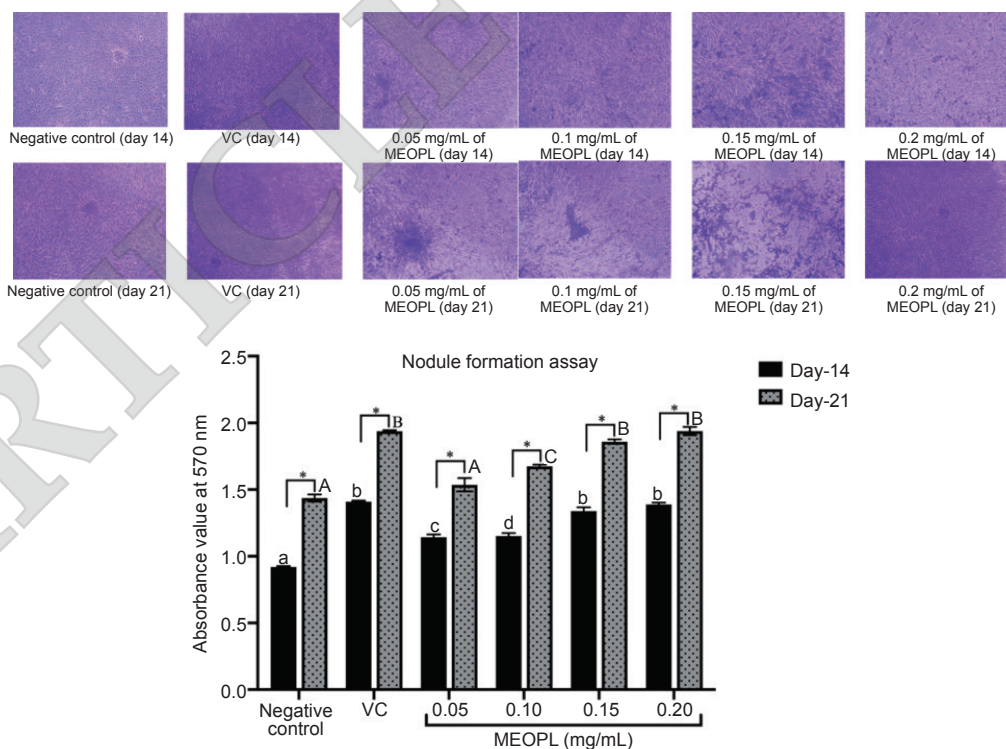 Negative control (day 14)
VC (day 14)
0.05 mg/mL of
MEOPL (day 14)
0.1 mg/mL of
MEOPL (day 14)
0.15 mg/mL of
MEOPL (day 14)
0.2 mg/mL of
MEOPL (day 14)
Negative control (day 21)
VC (day 21)
0.05 mg/mL of
MEOPL (day 21)
0.1 mg/mL of
MEOPL (day 21)
0.15 mg/mL of
MEOPL (day 21)
0.2 mg/mL of
MEOPL (day 21)
ARTICLE
Nodule formation assay
Day-14
Day-21
Absorbance value at 570 nm
2.5
2.0
1.5
1.0
0.5
0.0
a
* A
b
* B
c
* A
d
* C
b
* B
b
* B
Negative
control
VC
0.05
0.10
0.15
0.20
MEOPL (mg/mL)